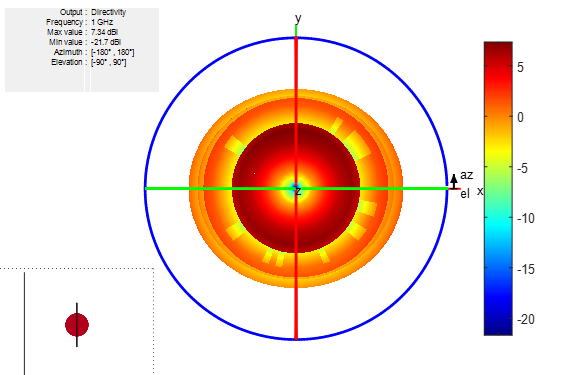 Output : Directivity
Frequency : 1 GHz
Max value : 7.34 dBi
Min value : -21.7 dBi
Azimuth : [-180° , 180°]
Elevation : [-90° , 90°]
y
z
az
el x
5
0
-5
-10
-15
-20